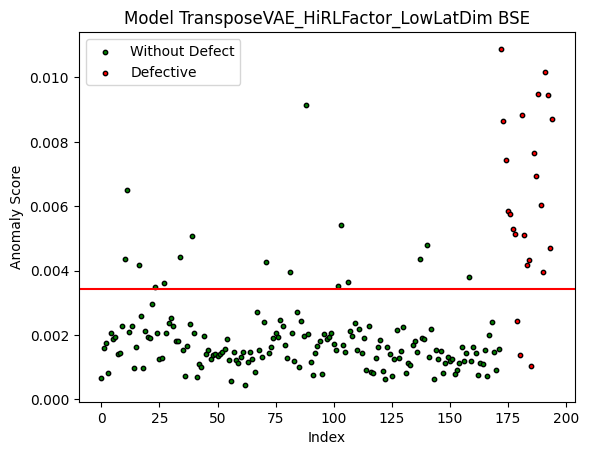 Model TransposeVAE_HiRLFactor_LowLatDim BSE
Without Defect
Defective
0.010
0.008
0.006
0.004
0.002
0.000
Anomaly Score
0 25 50 75 100 125 150 175 200
Index